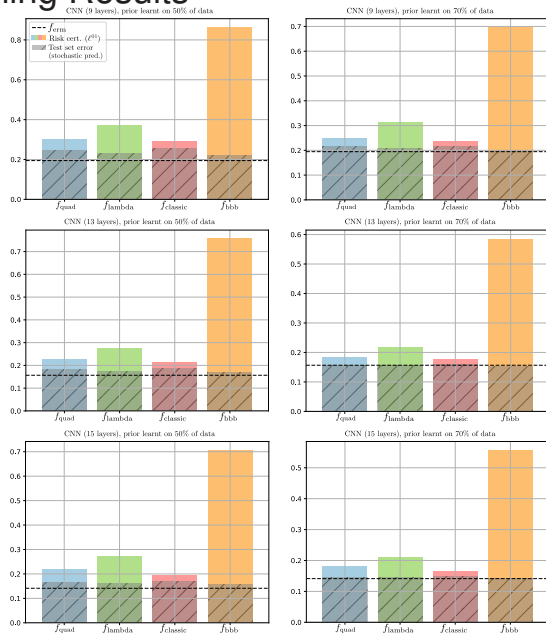 ning Results
CNN (9 layers), prior learnt on 50% of data
f_erm
Risk cert. (ℓ^01)
Test set error
(stochastic pred.)
0.8
0.6
0.4
0.2
0.0
f_quad f_lambda f_classic f_bbb
CNN (9 layers), prior learnt on 70% of data
0.7
0.6
0.5
0.4
0.3
0.2
0.1
0.0
f_quad f_lambda f_classic f_bbb
CNN (13 layers), prior learnt on 50% of data
0.7
0.6
0.5
0.4
0.3
0.2
0.1
0.0
f_quad f_lambda f_classic f_bbb
CNN (13 layers), prior learnt on 70% of data
0.6
0.5
0.4
0.3
0.2
0.1
0.0
f_quad f_lambda f_classic f_bbb
CNN (15 layers), prior learnt on 50% of data
0.7
0.6
0.5
0.4
0.3
0.2
0.1
0.0
f_quad f_lambda f_classic f_bbb
CNN (15 layers), prior learnt on 70% of data
0.5
0.4
0.3
0.2
0.1
0.0
f_quad f_lambda f_classic f_bbb